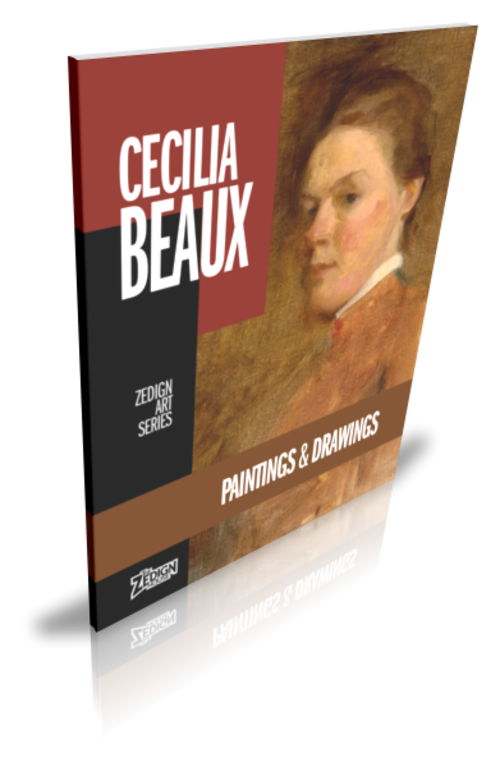 CECILIA
BEAUX
ZEDIGN
ART
SERIES
PAINTINGS & DRAWINGS
ZEDIGN